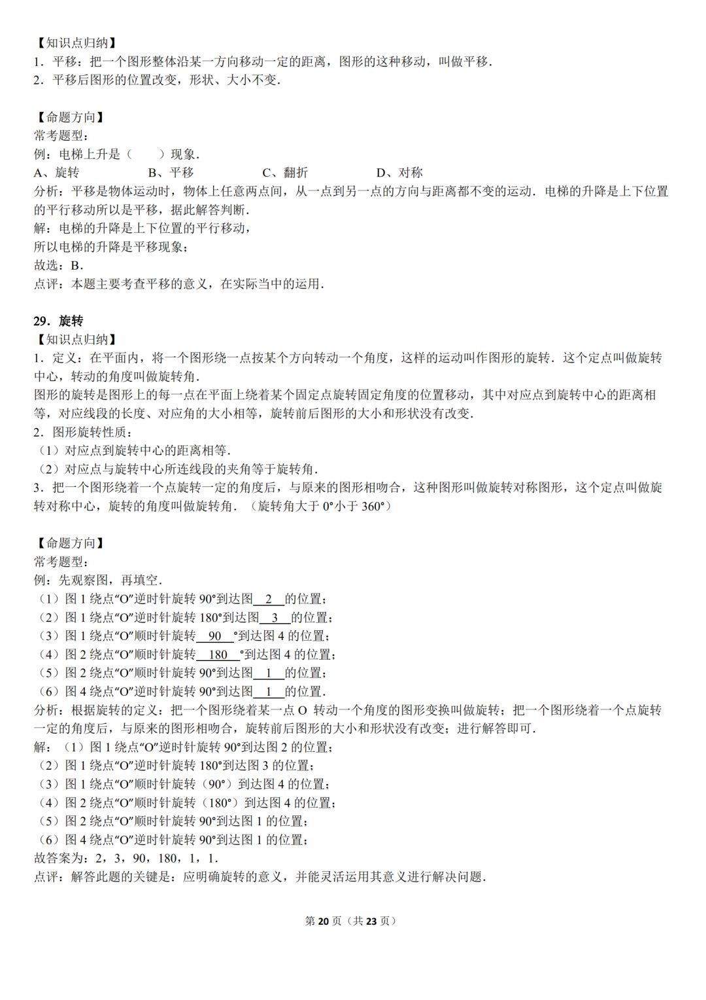 【知识点归纳】
1．平移：把一个图形整体沿某一方向移动一定的距离，图形的这种移动，叫做平移．
2．平移后图形的位置改变，形状、大小不变．
【命题方向】
常考题型：
例：电梯上升是（　　）现象．
A、旋转　　B、平移　　C、翻折　　D、对称
分析：平移是物体运动时，物体上任意两点间，从一点到另一点的方向与距离都不变的运动．电梯的升降是上下位置
的平行移动所以是平移，据此解答判断．
解：电梯的升降是上下位置的平行移动，
所以电梯的升降是平移现象；
故选：B．
点评：本题主要考查平移的意义，在实际当中的运用．
29．旋转
【知识点归纳】
1．定义：在平面内，将一个图形绕一点按某个方向转动一个角度，这样的运动叫作图形的旋转．这个定点叫做旋转
中心，转动的角度叫做旋转角．
图形的旋转是图形上的每一点在平面上绕着某个固定点旋转固定角度的位置移动，其中对应点到旋转中心的距离相
等，对应线段的长度、对应角的大小相等，旋转前后图形的大小和形状没有改变．
2．图形旋转性质：
（1）对应点到旋转中心的距离相等．
（2）对应点与旋转中心所连线段的夹角等于旋转角．
3．把一个图形绕着一个点旋转一定的角度后，与原来的图形相吻合，这种图形叫做旋转对称图形，这个定点叫做旋
转对称中心，旋转的角度叫做旋转角．（旋转角大于 0°小于 360°）
【命题方向】
常考题型：
例：先观察图，再填空．
（1）图 1 绕点“O”逆时针旋转 90°到达图　2　的位置；
（2）图 1 绕点“O”逆时针旋转 180°到达图　3　的位置；
（3）图 1 绕点“O”顺时针旋转　90　°到达图 4 的位置；
（4）图 2 绕点“O”顺时针旋转　180　°到达图 4 的位置；
（5）图 2 绕点“O”顺时针旋转 90°到达图　1　的位置；
（6）图 4 绕点“O”逆时针旋转 90°到达图　1　的位置．
分析：根据旋转的定义：把一个图形绕着某一点 O 转动一个角度的图形变换叫做旋转；把一个图形绕着一个点旋转
一定的角度后，与原来的图形相吻合，旋转前后图形的大小和形状没有改变；进行解答即可．
解：（1）图 1 绕点“O”逆时针旋转 90°到达图 2 的位置；
（2）图 1 绕点“O”逆时针旋转 180°到达图 3 的位置；
（3）图 1 绕点“O”顺时针旋转（90°）到达图 4 的位置；
（4）图 2 绕点“O”顺时针旋转（180°）到达图 4 的位置；
（5）图 2 绕点“O”顺时针旋转 90°到达图 1 的位置；
（6）图 4 绕点“O”逆时针旋转 90°到达图 1 的位置；
故答案为：2，3，90，180，1，1．
点评：解答此题的关键是：应明确旋转的意义，并能灵活运用其意义进行解决问题．
第 20 页（共 23 页）